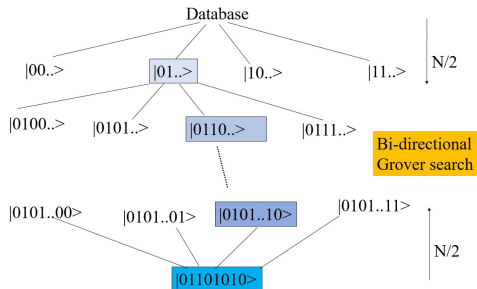 Database
|00..>
|01..>
|10..>
|11..>
N/2
|0100..>
|0101..>
|0110..>
|0111..>
Bi-directional
Grover search
|0101..00>
|0101..01>
|0101..10>
|0101..11>
N/2
|01101010>